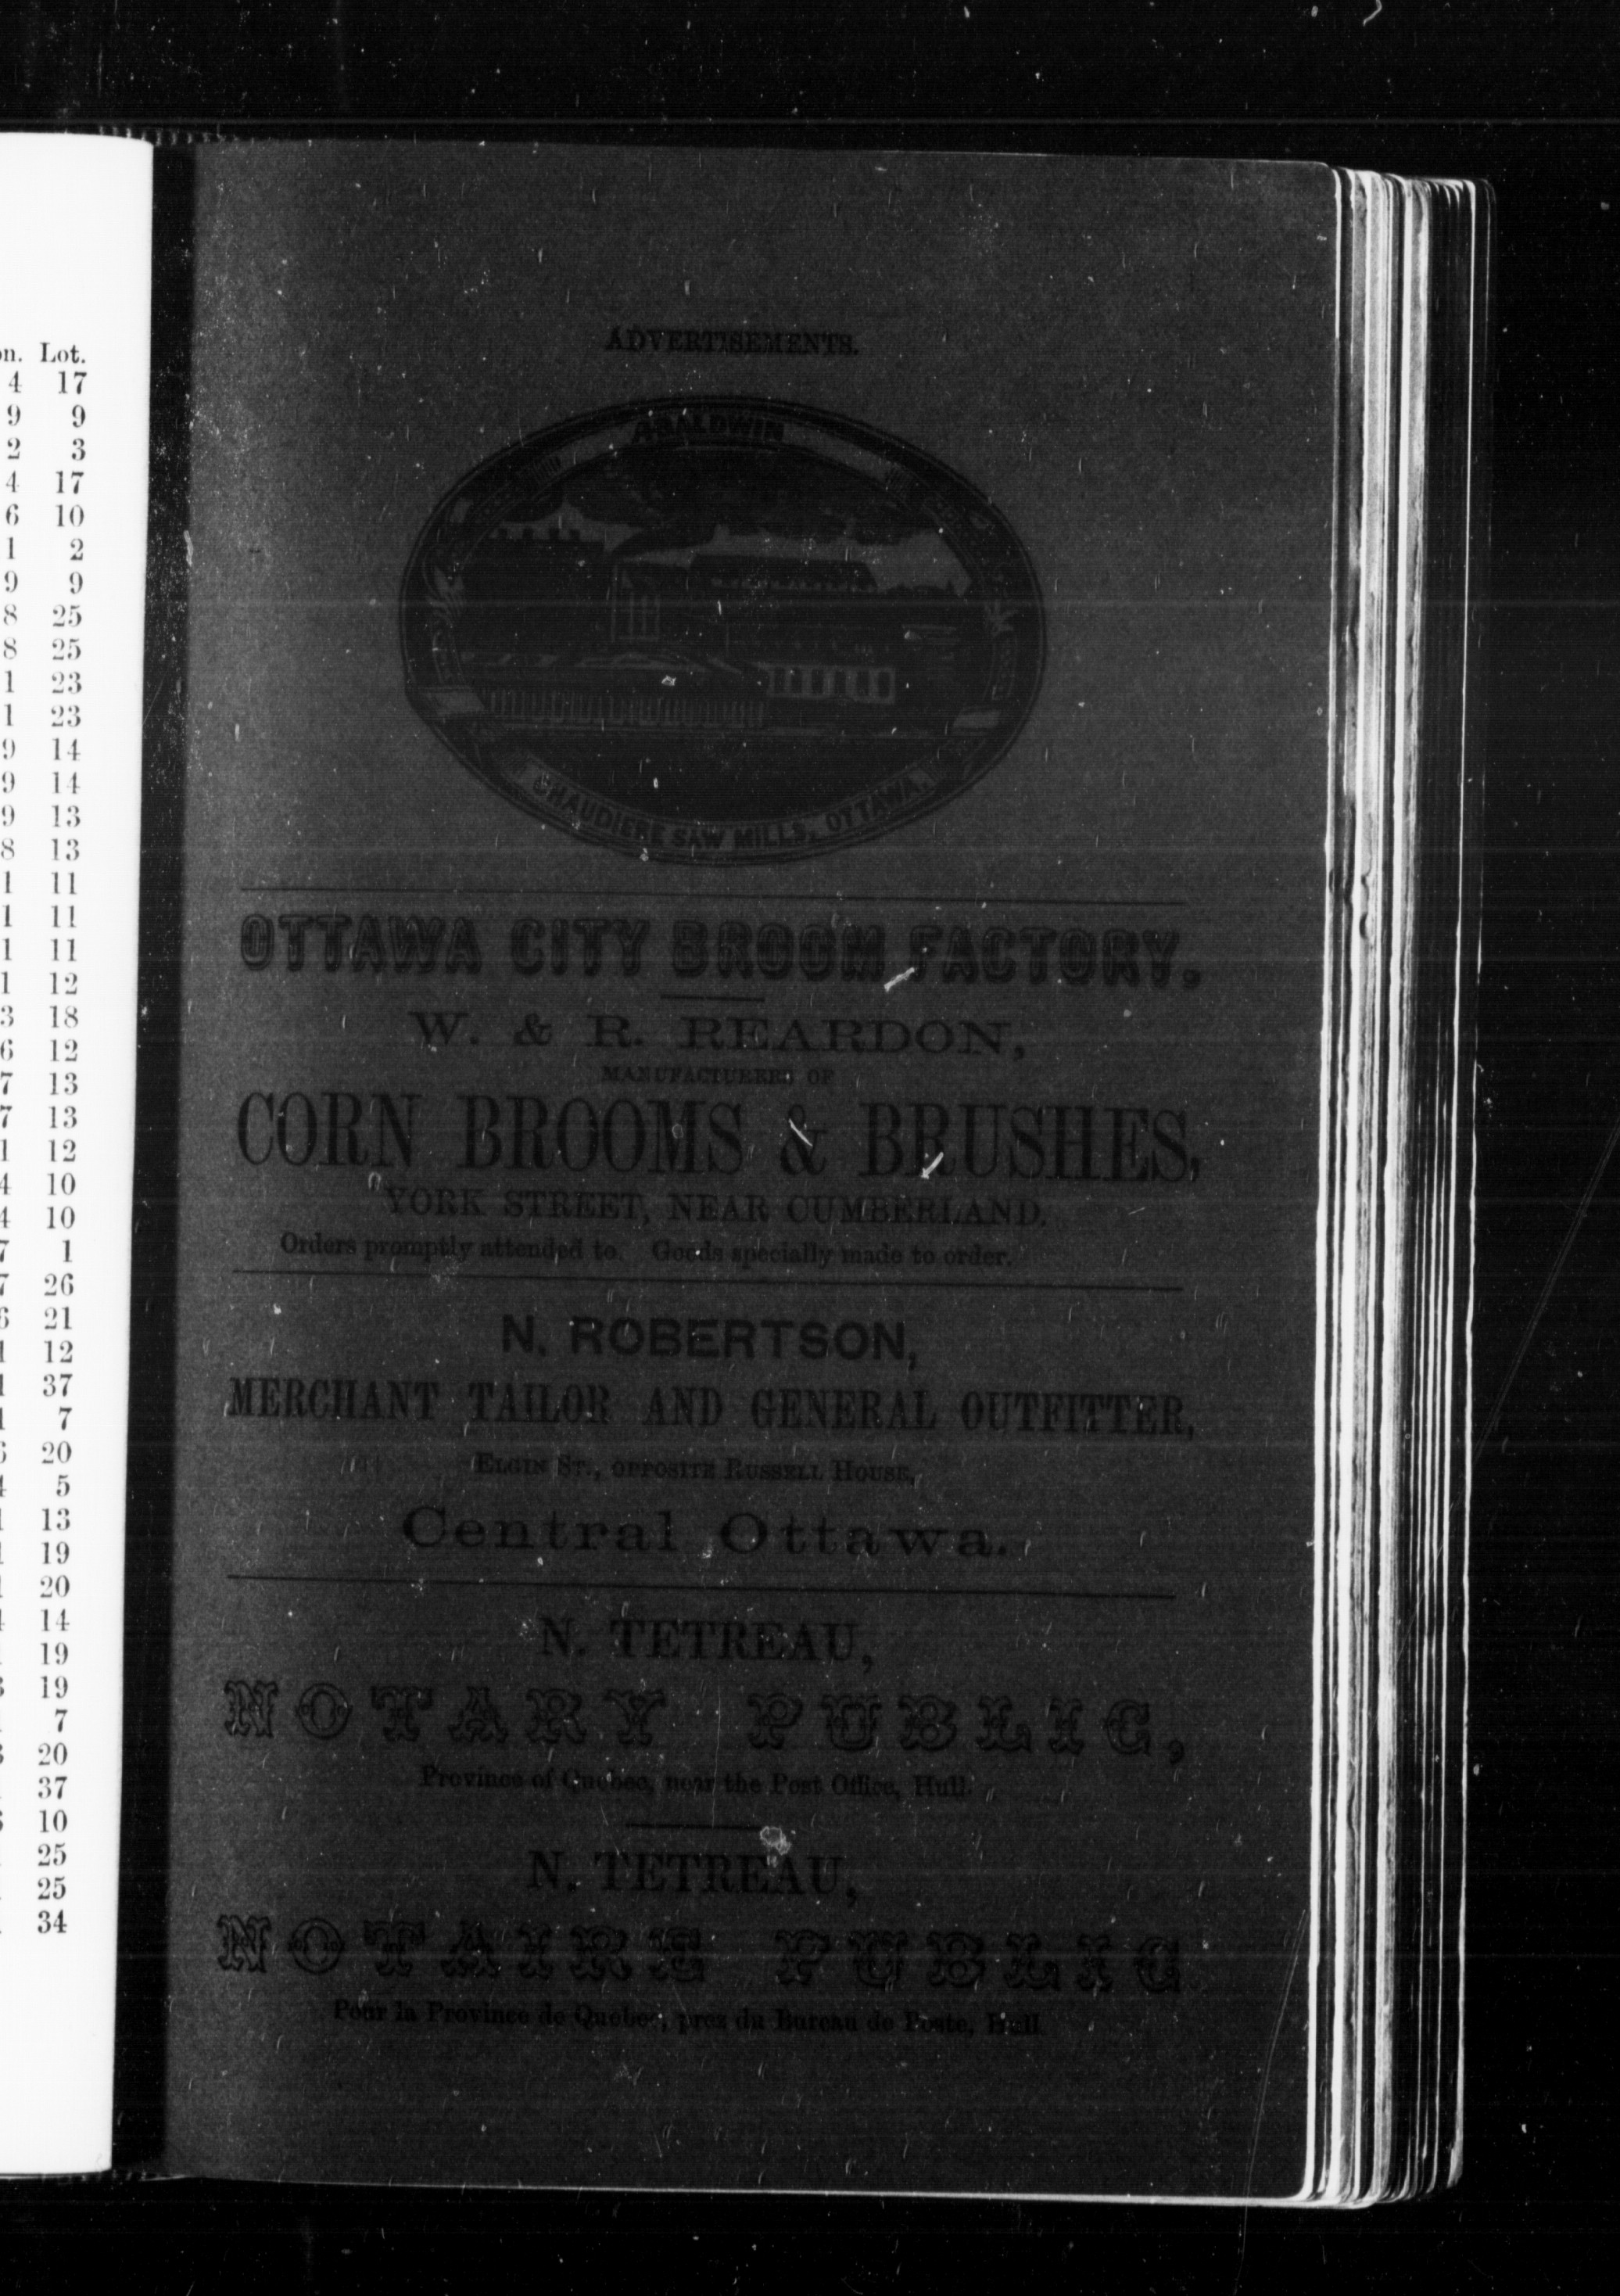 on. Lot.
4 17
9 9
2 3
4 17
6 10
1 2
9 9
8 25
8 25
1 23
1 23
9 14
9 14
9 13
8 13
1 11
1 11
1 11
1 12
3 18
6 12
7 13
7 13
1 12
4 10
4 10
7 1
7 26
6 21
1 12
1 37
1 7
6 20
4 5
1 13
1 19
1 20
4 14
19
3 19
7
3 20
37
6 10
25
25
34
ADVERTISEMENTS.
A. BALDWIN
CHAUDIERE SAW MILLS, OTTAWA.
OTTAWA CITY BROOM FACTORY.
W. & R. REARDON,
MANUFACTURERS OF
CORN BROOMS & BRUSHES,
YORK STREET, NEAR CUMBERLAND.
Orders promptly attended to. Goods specially made to order.
N. ROBERTSON,
MERCHANT TAILOR AND GENERAL OUTFITTER,
ELGIN ST., OPPOSITE RUSSELL HOUSE,
Central Ottawa.
N. TETREAU,
NOTARY PUBLIC,
Province of Quebec, near the Post Office, Hull.
N. TETREAU,
NOTAIRE PUBLIC
Pour la Province de Quebec, pres du Bureau de Poste, Hull